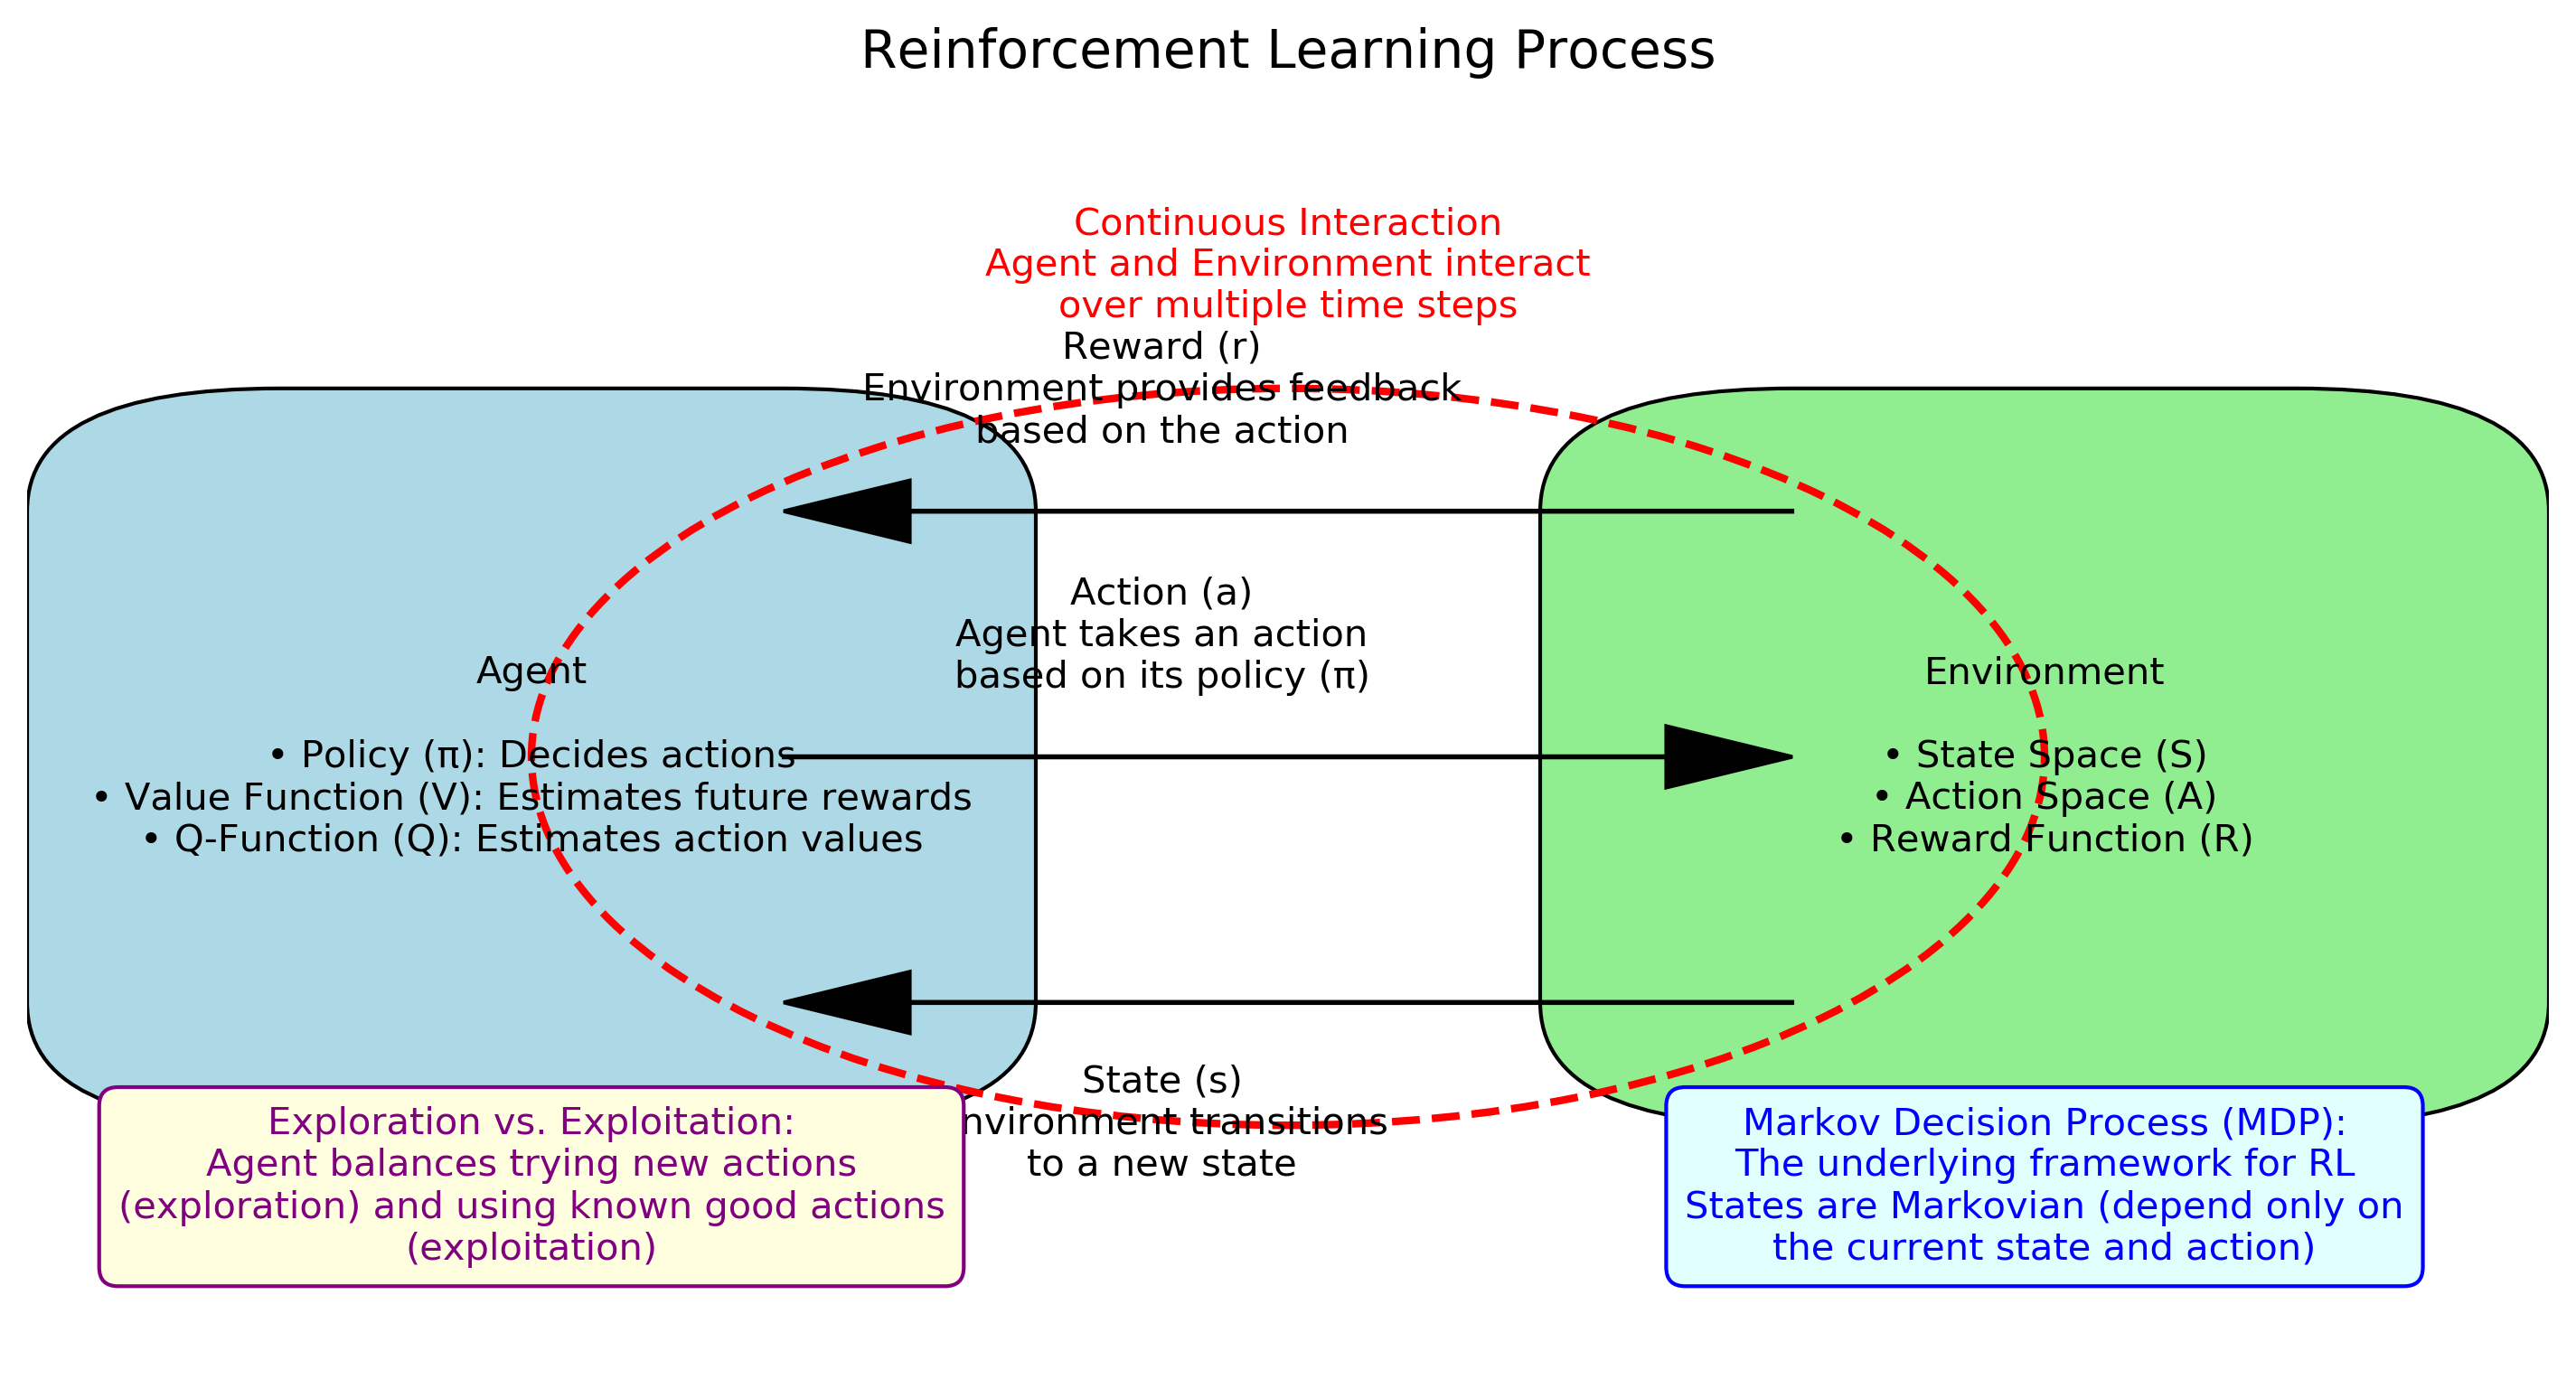 Reinforcement Learning Process
Continuous Interaction
Agent and Environment interact
over multiple time steps
Reward (r)
Environment provides feedback
based on the action
Action (a)
Agent takes an action
based on its policy (π)
Agent
• Policy (π): Decides actions
• Value Function (V): Estimates future rewards
• Q-Function (Q): Estimates action values
Environment
• State Space (S)
• Action Space (A)
• Reward Function (R)
State (s)
nvironment transitions
to a new state
Exploration vs. Exploitation:
Agent balances trying new actions
(exploration) and using known good actions
(exploitation)
Markov Decision Process (MDP):
The underlying framework for RL
States are Markovian (depend only on
the current state and action)